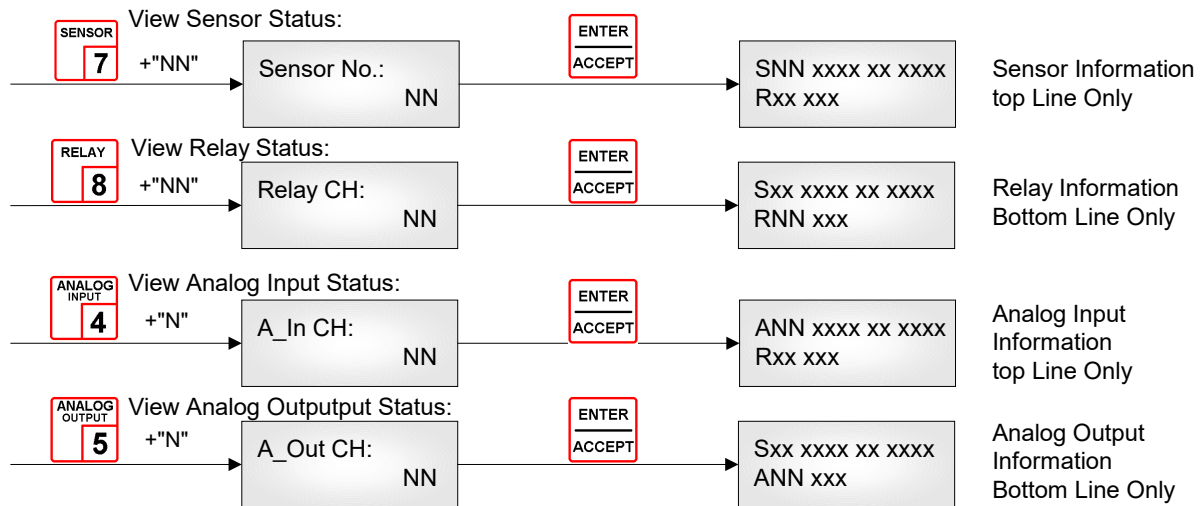 View Sensor Status:
SENSOR
7
+"NN"
Sensor No.:
NN
ENTER
ACCEPT
SNN xxxx xx xxxx
Rxx xxx
Sensor Information
top Line Only
View Relay Status:
RELAY
8
+"NN"
Relay CH:
NN
ENTER
ACCEPT
Sxx xxxx xx xxxx
RNN xxx
Relay Information
Bottom Line Only
View Analog Input Status:
ANALOG
INPUT
4
+"N"
A_In CH:
NN
ENTER
ACCEPT
ANN xxxx xx xxxx
Rxx xxx
Analog Input
Information
top Line Only
View Analog Outputput Status:
ANALOG
OUTPUT
5
+"N"
A_Out CH:
NN
ENTER
ACCEPT
Sxx xxxx xx xxxx
ANN xxx
Analog Output
Information
Bottom Line Only